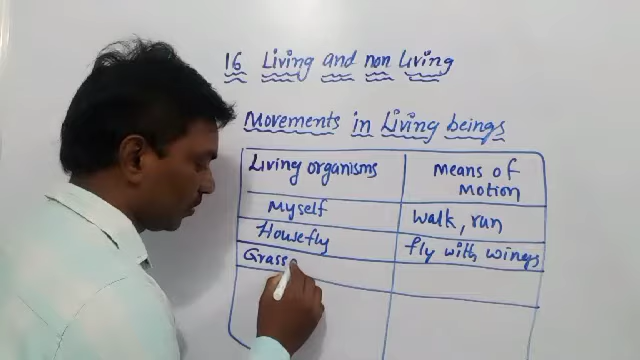 16 Living and non living
Movements in Living beings
Living organisms
Means of
Motion
Myself
walk, run
Housefly
fly with wings
Grass